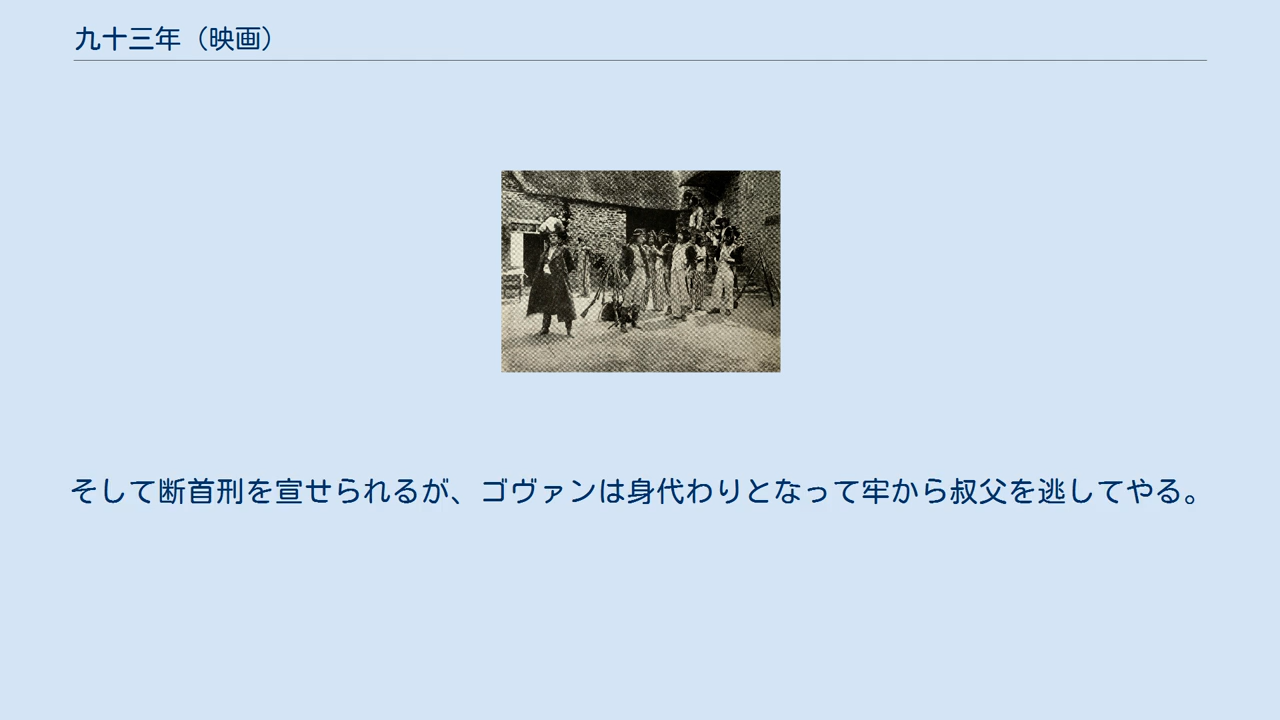 九十三年（映画）
そして断首刑を宣せられるが、ゴヴァンは身代わりとなって牢から叔父を逃してやる。